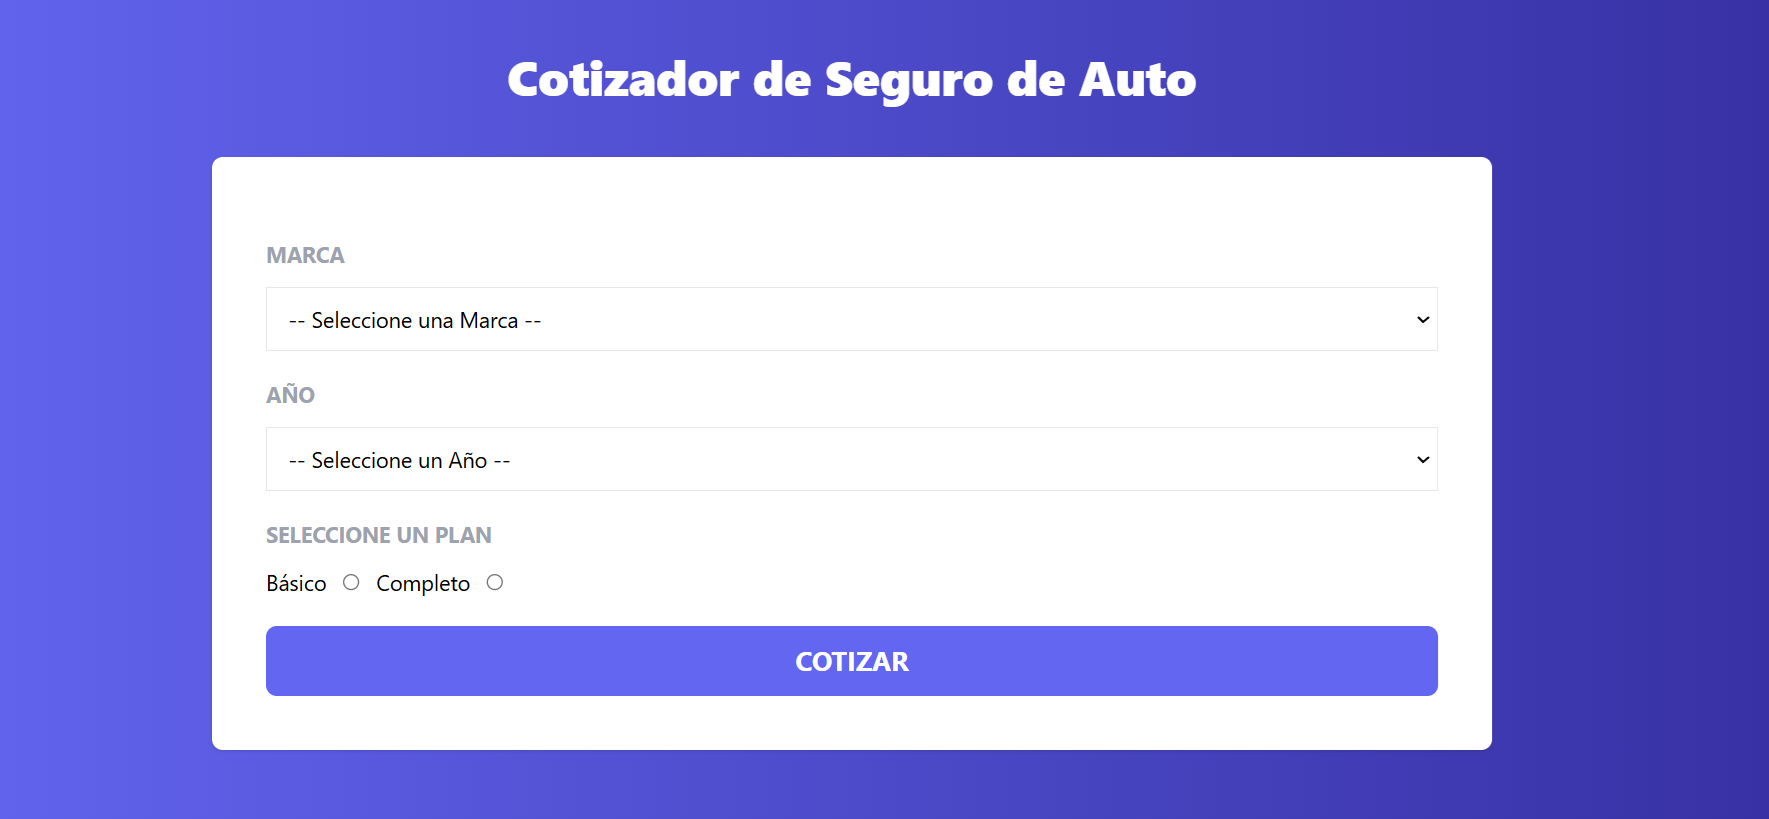 Cotizador de Seguro de Auto
MARCA
-- Seleccione una Marca --
AÑO
-- Seleccione un Año --
SELECCIONE UN PLAN
Básico Completo
COTIZAR